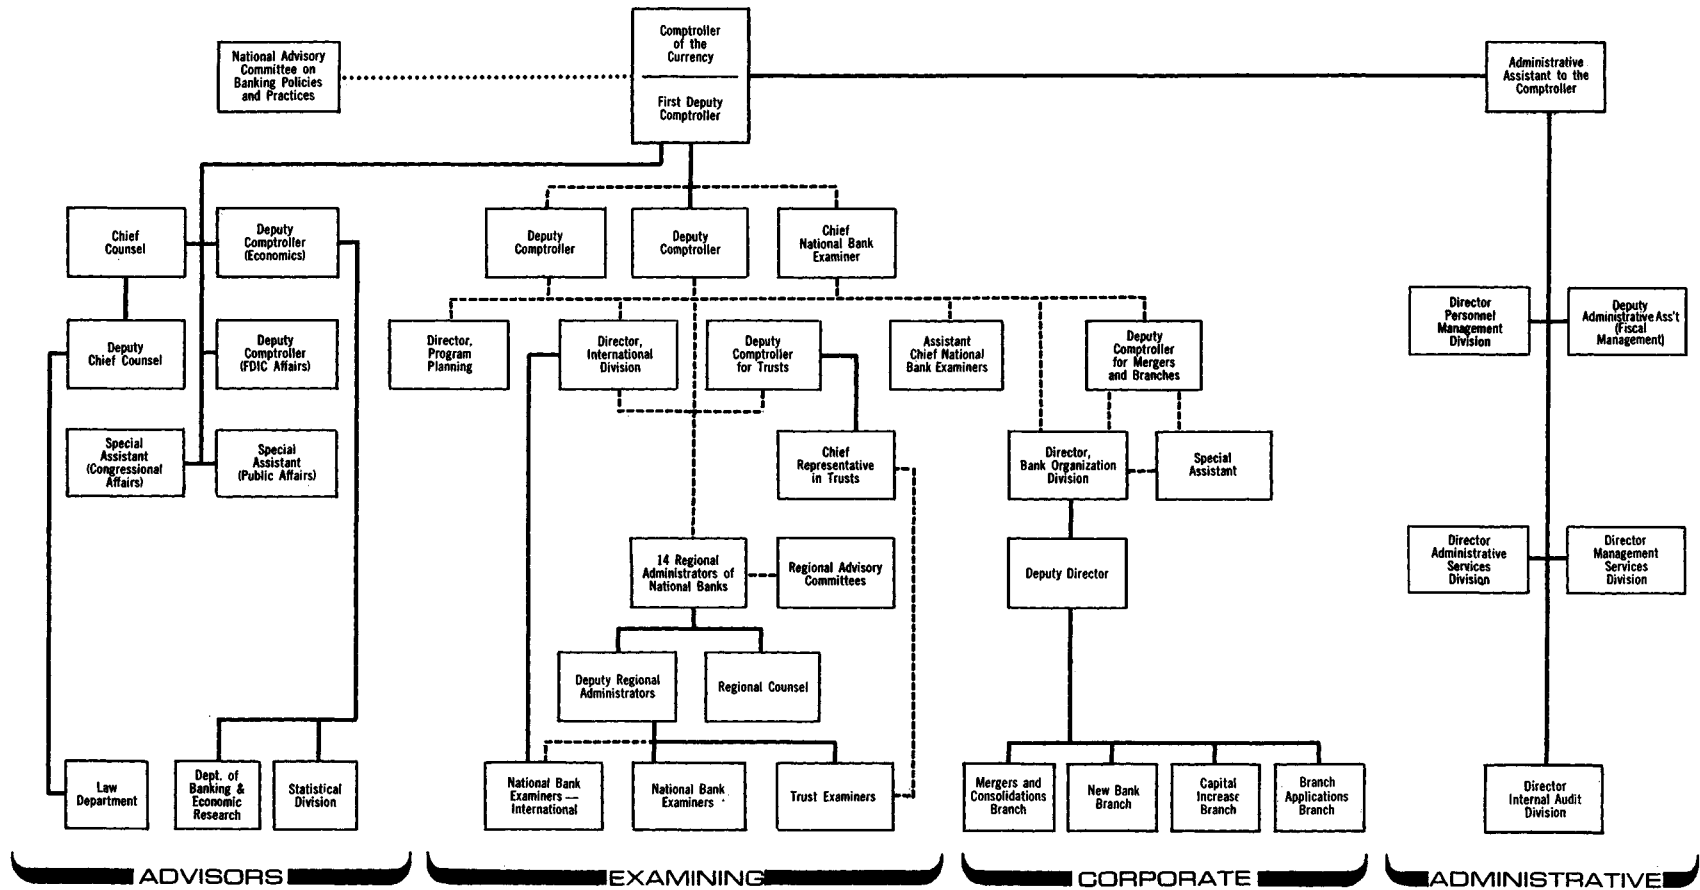 Comptroller
of the
Currency
First Deputy
Comptroller
National Advisory
Committee on
Banking Policies
and Practices
Administrative
Assistant to the
Comptroller
Chief
Counsel
Deputy
Comptroller
(Economics)
Deputy
Comptroller
Deputy
Comptroller
Chief
National Bank
Examiner
Director
Personnel
Management
Division
Deputy
Administrative Ass't
(Fiscal
Management)
Deputy
Chief Counsel
Deputy
Comptroller
(FDIC Affairs)
Director,
Program
Planning
Director,
International
Division
Deputy
Comptroller
for Trusts
Assistant
Chief National
Bank Examiners
Deputy
Comptroller
for Mergers
and Branches
Special
Assistant
(Congressional
Affairs)
Special
Assistant
(Public Affairs)
Chief
Representative
in Trusts
Director,
Bank Organization
Division
Special
Assistant
14 Regional
Administrators of
National Banks
Regional Advisory
Committees
Deputy Director
Director
Administrative
Services
Division
Director
Management
Services
Division
Deputy Regional
Administrators
Regional Counsel
Law
Department
Dept. of
Banking &
Economic
Research
Statistical
Division
National Bank
Examiners —
International
National Bank
Examiners
Trust Examiners
Mergers and
Consolidations
Branch
New Bank
Branch
Capital
Increase
Branch
Branch
Applications
Branch
Director
Internal Audit
Division
ADVISORS
EXAMINING
CORPORATE
ADMINISTRATIVE